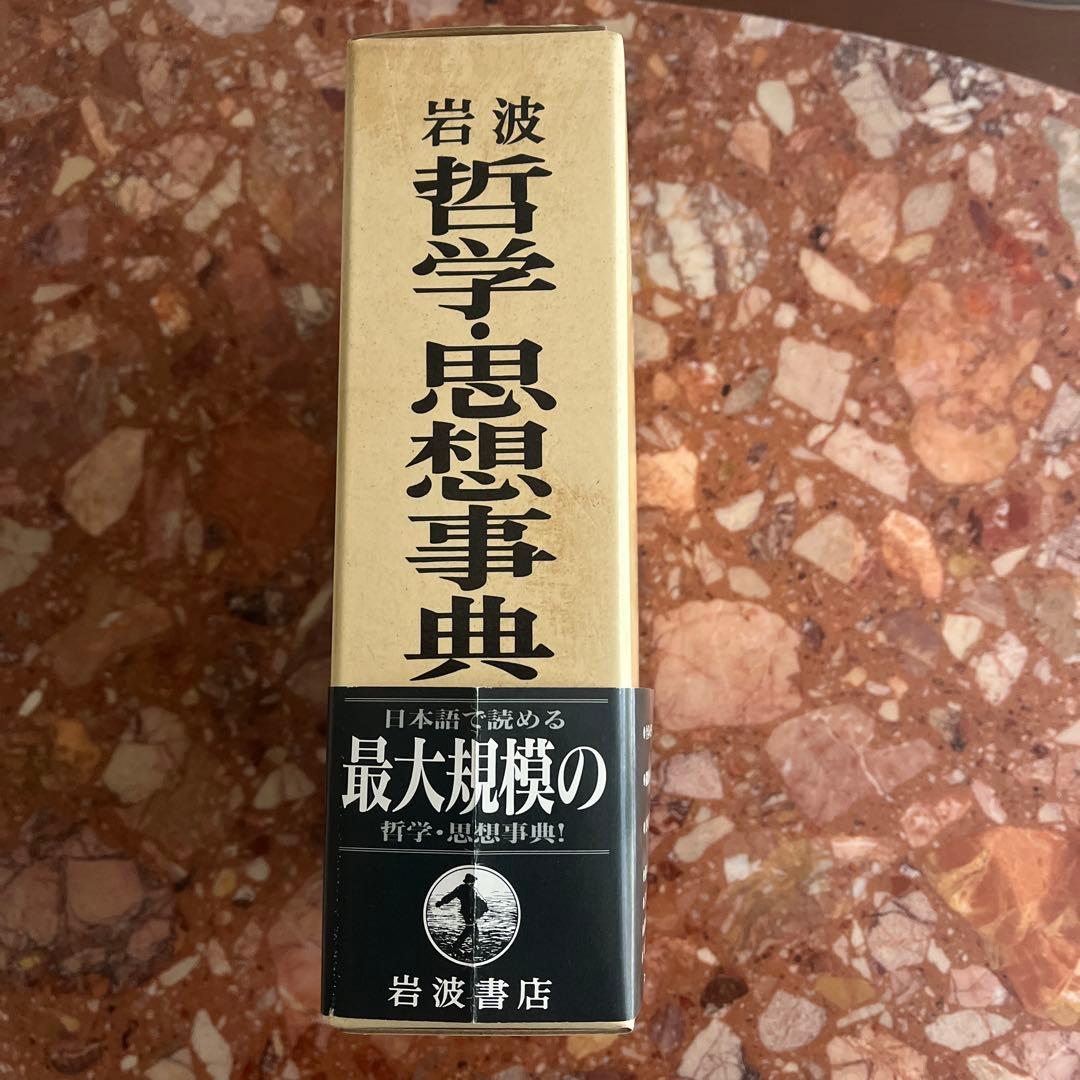 岩波
哲学・思想事典
日本語で読める
最大規模の
哲学・思想事典!
岩波書店